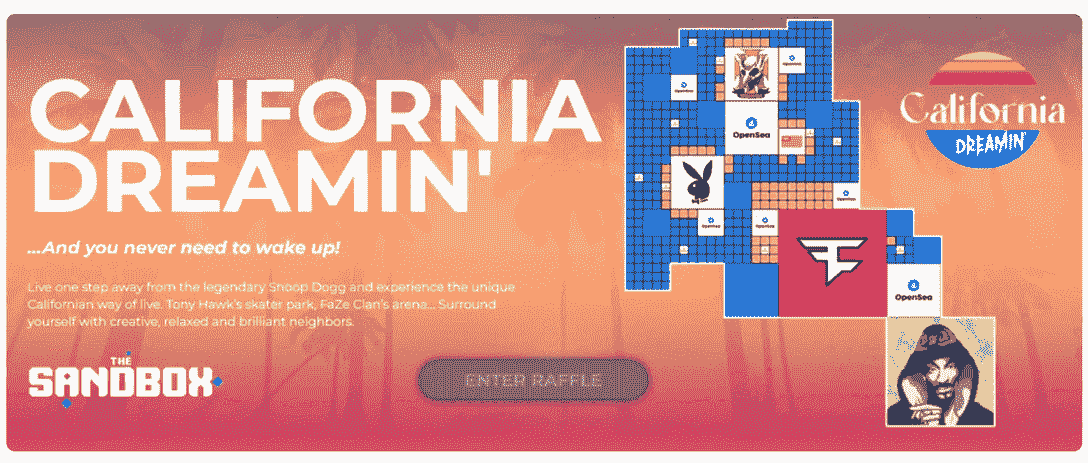 CALIFORNIA
DREAMIN'
...And you never need to wake up!
Live one step away from the legendary Snoop Dogg and experience the unique
Californian way of live. Tony Hawk's skater park, FaZe Clan's arena... Surround
yourself with creative, relaxed and brilliant neighbors.
THE
SANDBOX
ENTER RAFFLE
OpenSea
OpenSea
OpenSea
OpenSea
OpenSea
OpenSea
OpenSea
California
DREAMIN'